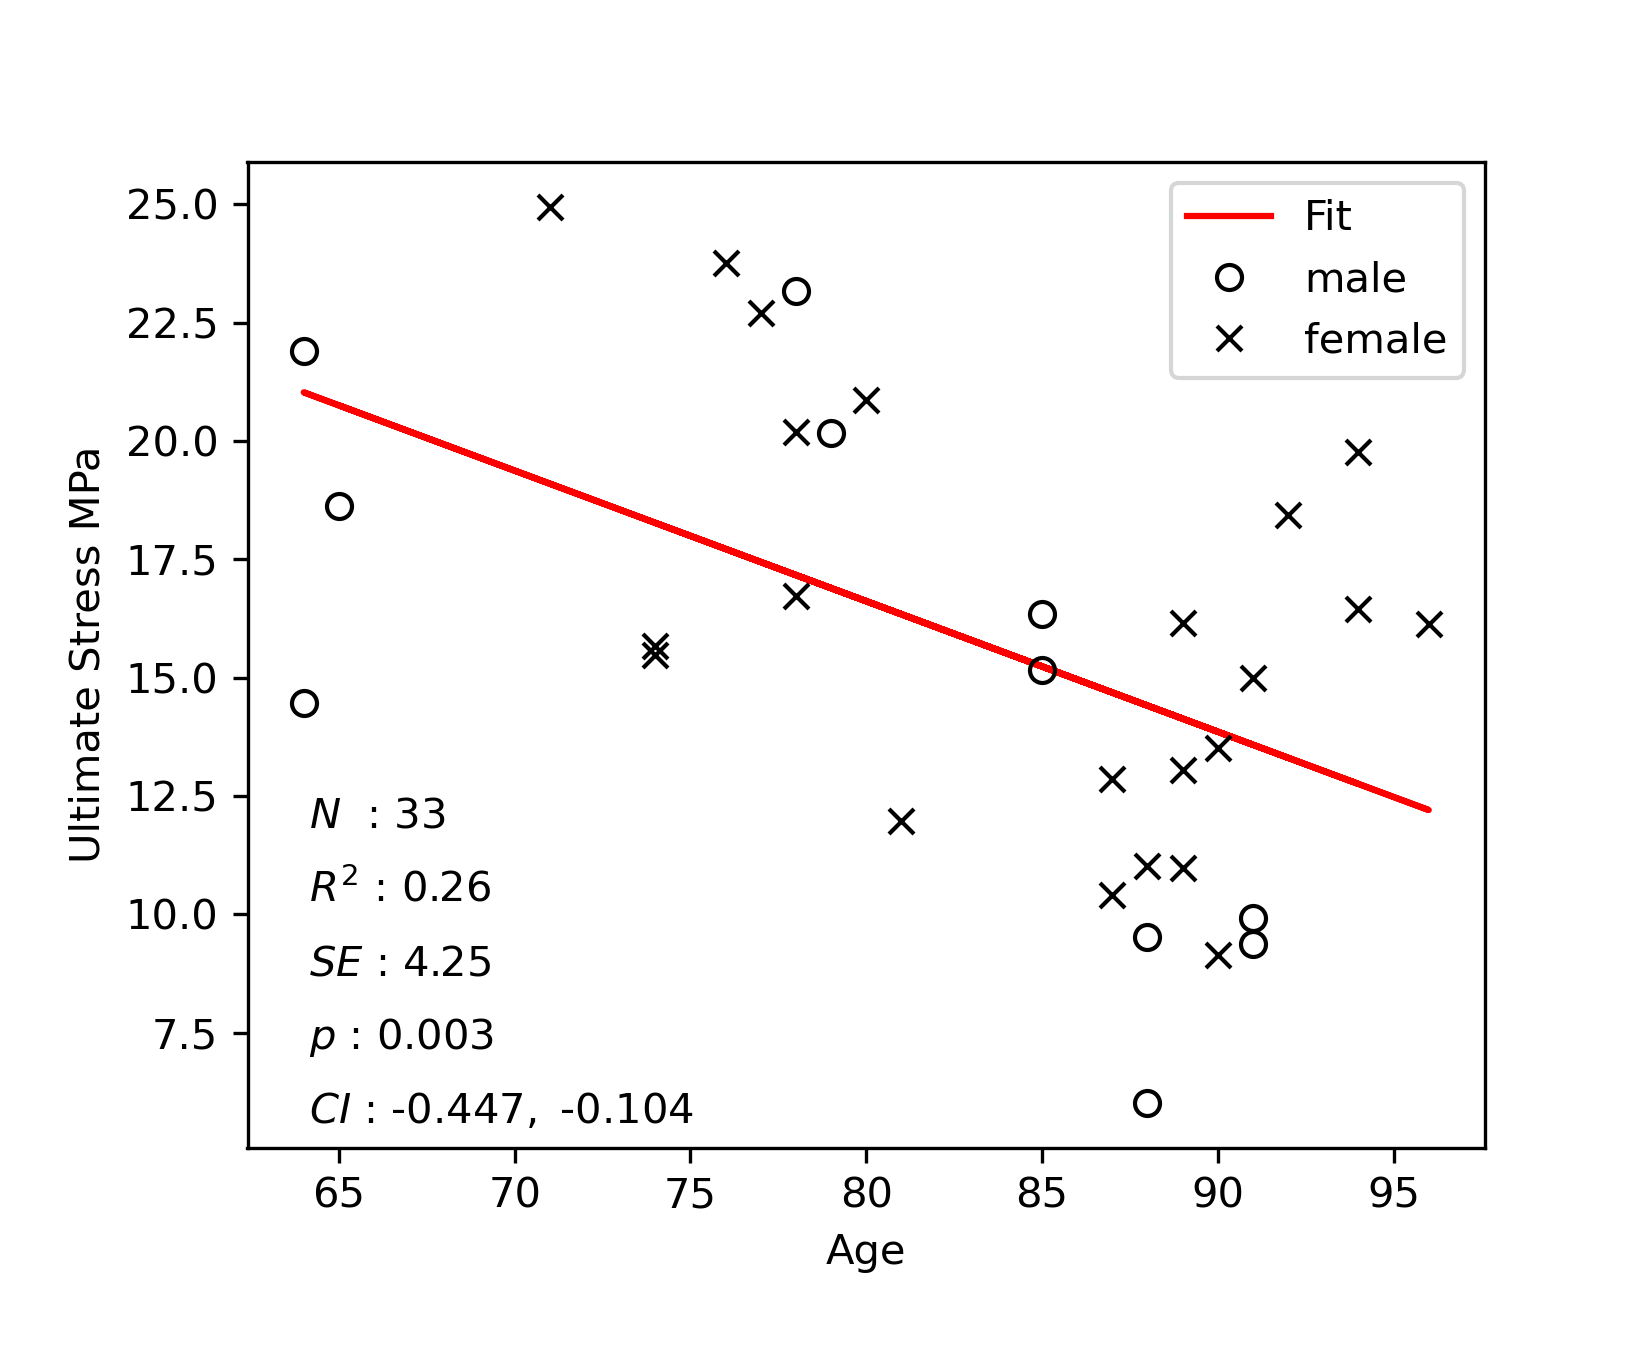 Fit
male
female
25.0
22.5
20.0
17.5
15.0
12.5
10.0
7.5
Ultimate Stress MPa
N : 33
R² : 0.26
SE : 4.25
p : 0.003
CI : -0.447, -0.104
65 70 75 80 85 90 95
Age